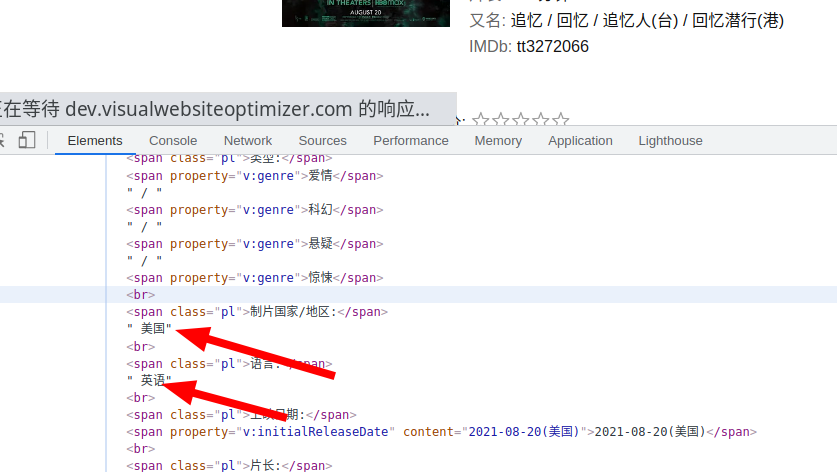 IN THEATERS | HBOMAX
AUGUST 20
又名: 追忆 / 回忆 / 追忆人(台) / 回忆潜行(港)
IMDb: tt3272066
在等待 dev.visualwebsiteoptimizer.com 的响应...
Elements Console Network Sources Performance Memory Application Lighthouse
<span class="pl">类型:</span>
<span property="v:genre">爱情</span>
" / "
<span property="v:genre">科幻</span>
" / "
<span property="v:genre">悬疑</span>
" / "
<span property="v:genre">惊悚</span>
<br>
<span class="pl">制片国家/地区:</span>
" 美国"
<br>
<span class="pl">语言:</span>
" 英语"
<br>
<span class="pl">上映日期:</span>
<span property="v:initialReleaseDate" content="2021-08-20(美国)">2021-08-20(美国)</span>
<br>
<span class="pl">片长:</span>